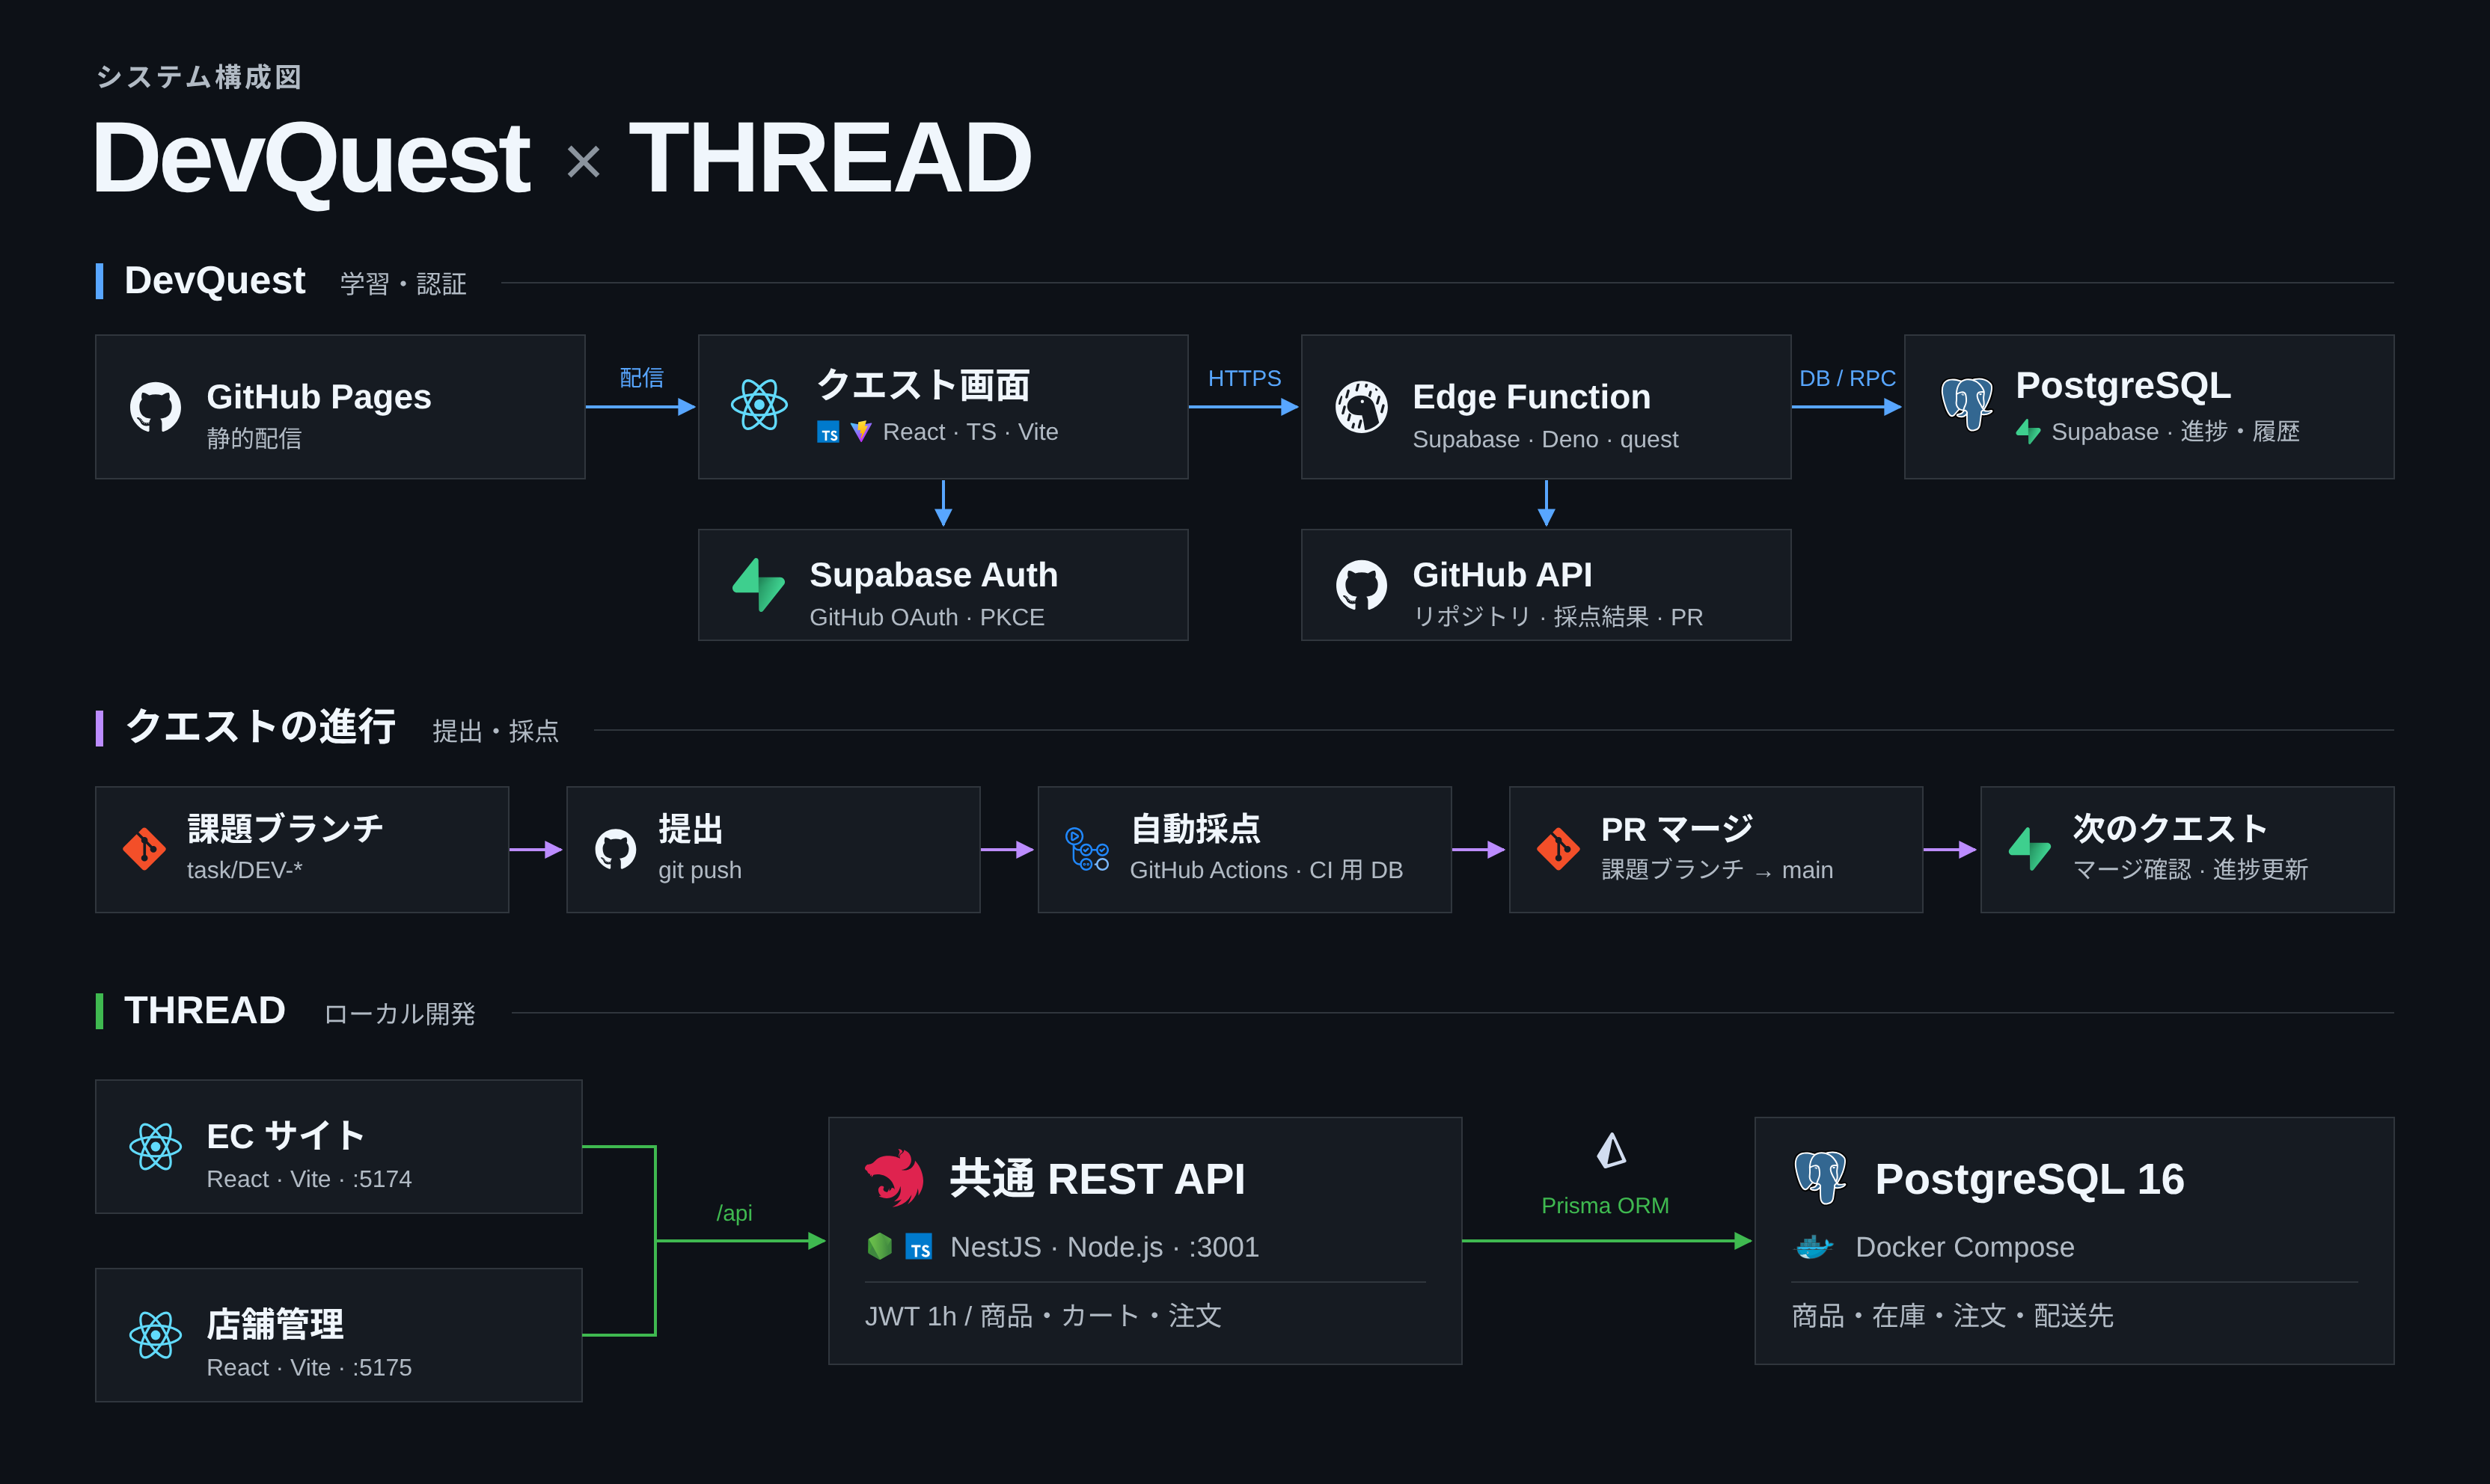 システム構成図
DevQuest × THREAD
DevQuest 学習・認証
GitHub Pages
静的配信
配信
クエスト画面
TS React · TS · Vite
HTTPS
Edge Function
Supabase · Deno · quest
DB / RPC
PostgreSQL
Supabase · 進捗・履歴
Supabase Auth
GitHub OAuth · PKCE
GitHub API
リポジトリ · 採点結果 · PR
クエストの進行 提出・採点
課題ブランチ
task/DEV-*
提出
git push
自動採点
GitHub Actions · CI 用 DB
PR マージ
課題ブランチ → main
次のクエスト
マージ確認 · 進捗更新
THREAD ローカル開発
EC サイト
React · Vite · :5174
店舗管理
React · Vite · :5175
/api
共通 REST API
TS NestJS · Node.js · :3001
JWT 1h / 商品・カート・注文
Prisma ORM
PostgreSQL 16
Docker Compose
商品・在庫・注文・配送先